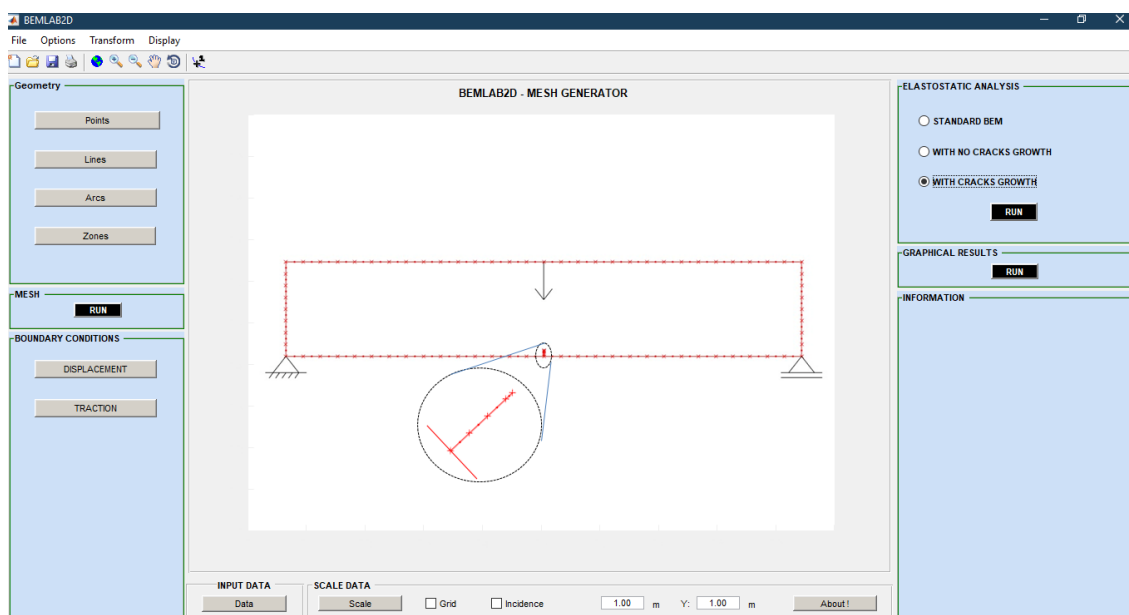 BEMLAB2D
File Options Transform Display
Geometry
Points
Lines
Arcs
Zones
MESH
RUN
BOUNDARY CONDITIONS
DISPLACEMENT
TRACTION
BEMLAB2D - MESH GENERATOR
INPUT DATA
Data
SCALE DATA
Scale Grid Incidence 1.00 m Y: 1.00 m About !
ELASTOSTATIC ANALYSIS
STANDARD BEM
WITH NO CRACKS GROWTH
WITH CRACKS GROWTH
RUN
GRAPHICAL RESULTS
RUN
INFORMATION